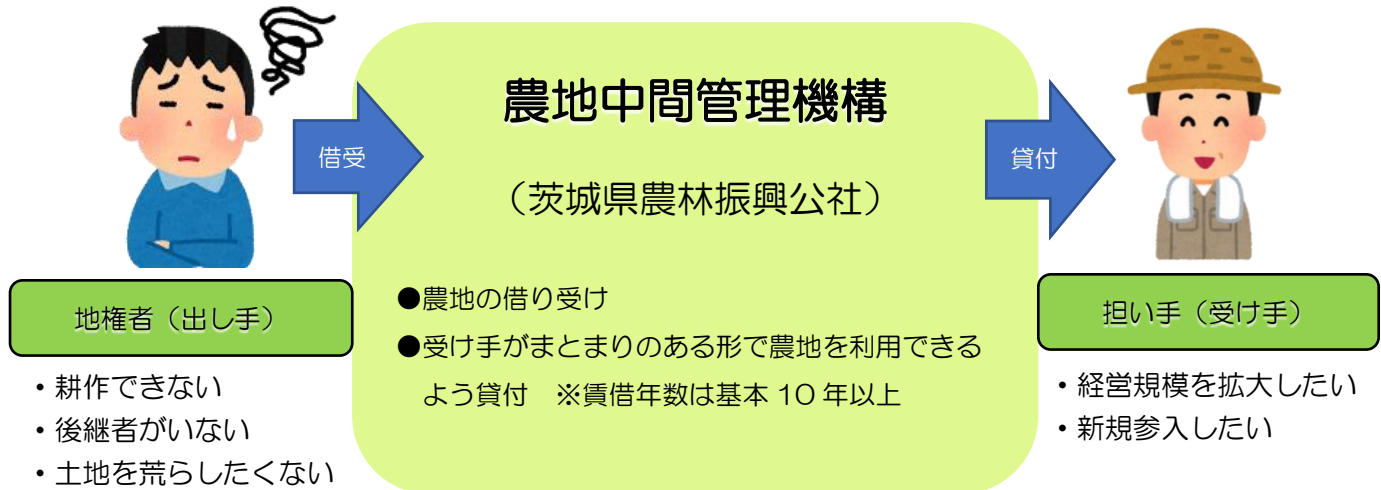 農地中間管理機構
（茨城県農林振興公社）
借受
貸付
●農地の借り受け
●受け手がまとまりのある形で農地を利用できる
よう貸付　※賃借年数は基本 10 年以上
地権者（出し手）
・耕作できない
・後継者がいない
・土地を荒らしたくない
担い手（受け手）
・経営規模を拡大したい
・新規参入したい